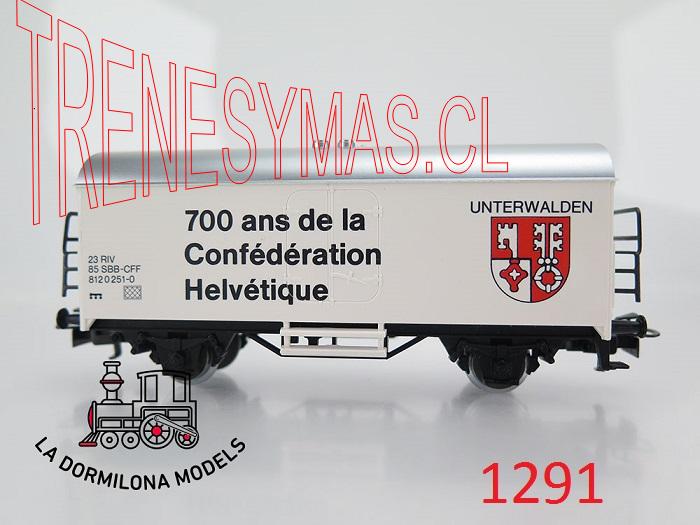 TRENESYMAS.CL
700 ans de la
Confédération
Helvétique
UNTERWALDEN
23 RIV
85 SBB-CFF
812 0 251-0
LA DORMILONA MODELS
1291